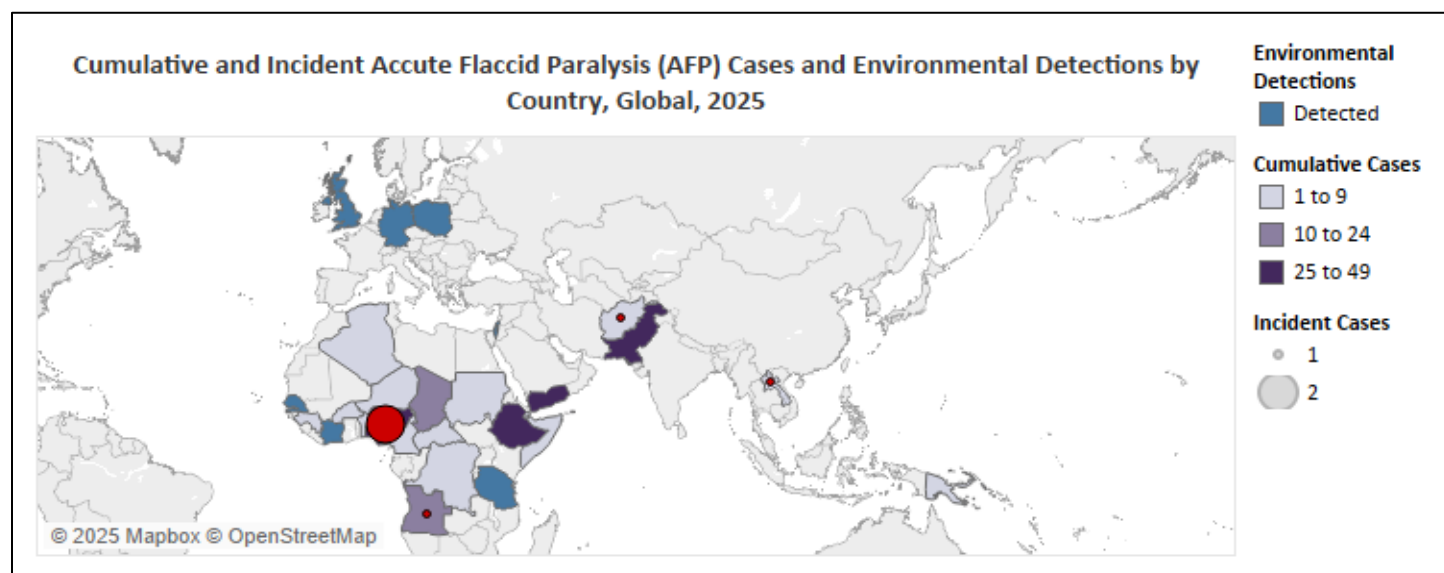 Cumulative and Incident Accute Flaccid Paralysis (AFP) Cases and Environmental Detections by
Country, Global, 2025
Environmental
Detections
Detected
Cumulative Cases
1 to 9
10 to 24
25 to 49
Incident Cases
1
2
© 2025 Mapbox © OpenStreetMap